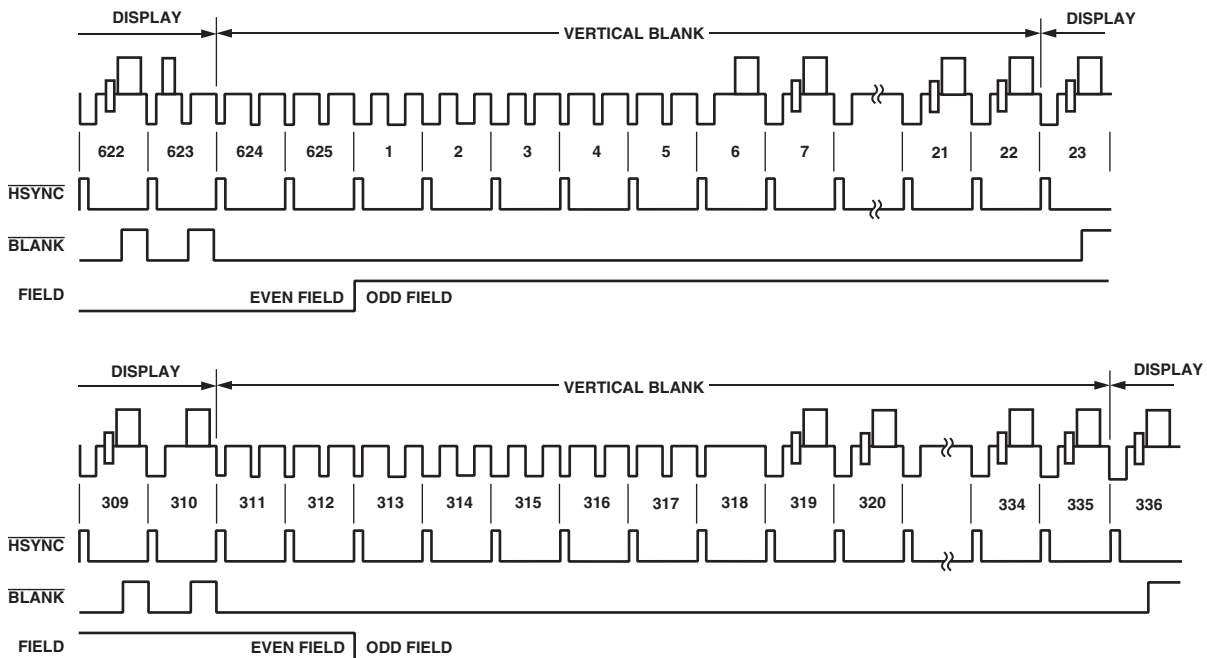 DISPLAY VERTICAL BLANK DISPLAY
622 623 624 625 1 2 3 4 5 6 7 21 22 23
HSYNC
BLANK
FIELD EVEN FIELD ODD FIELD
DISPLAY VERTICAL BLANK DISPLAY
309 310 311 312 313 314 315 316 317 318 319 320 334 335 336
HSYNC
BLANK
FIELD EVEN FIELD ODD FIELD